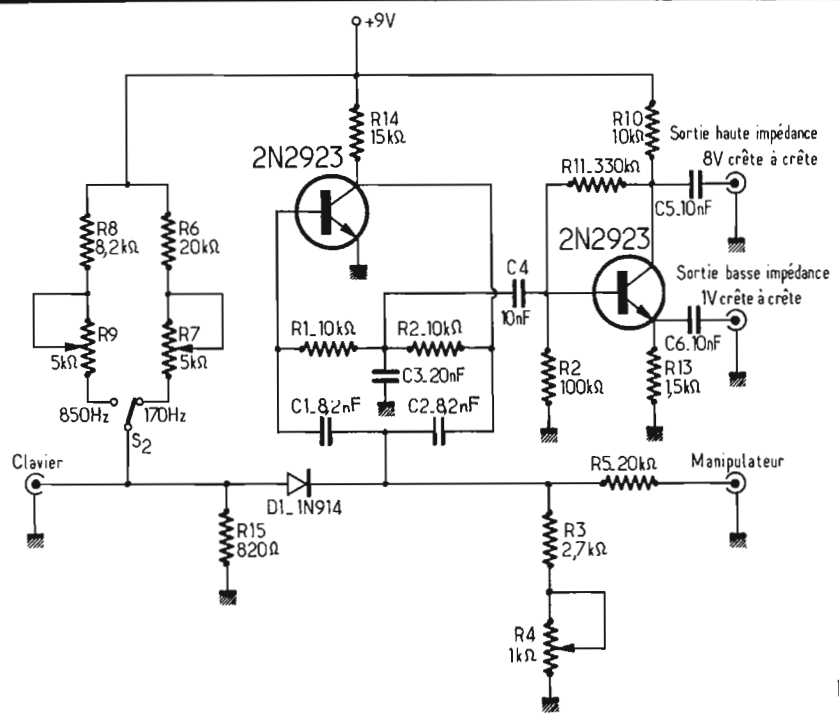 +9V
R14
15kΩ
2N2923
R10
10kΩ
Sortie haute impédance
8V crête à crête
R11_330kΩ
C5_10nF
R8
8,2kΩ
R6
20kΩ
2N2923
C4
10nF
Sortie basse impédance
1V crête à crête
R9
5kΩ
R7
5kΩ
R1_10kΩ
R2_10kΩ
C6_10nF
C3_20nF
R2
100kΩ
R13
1,5kΩ
850Hz
170Hz
S2
C1_8,2nF
C2_8,2nF
Clavier
R5_20kΩ
Manipulateur
D1_1N914
R15
820Ω
R3
2,7kΩ
R4
1kΩ